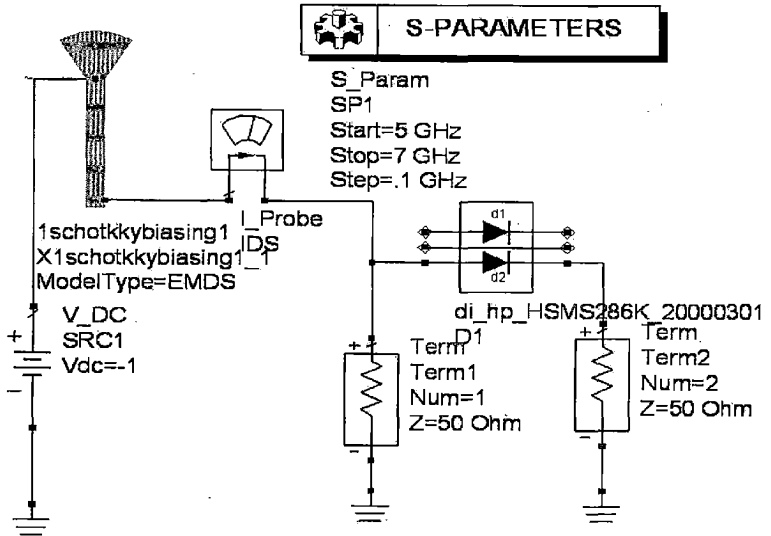 S-PARAMETERS
S_Param
SP1
Start=5 GHz
Stop=7 GHz
Step=.1 GHz
I_Probe
IDS
1schotkkybiasing1
X1schotkkybiasing1_1
ModelType=EMDS
+
V_DC
SRC1
Vdc=-1
-
d1
d2
di_hp_HSMS286K_20000301
D1
+
Term
Term1
Num=1
Z=50 Ohm
-
+
Term
Term2
Num=2
Z=50 Ohm
-